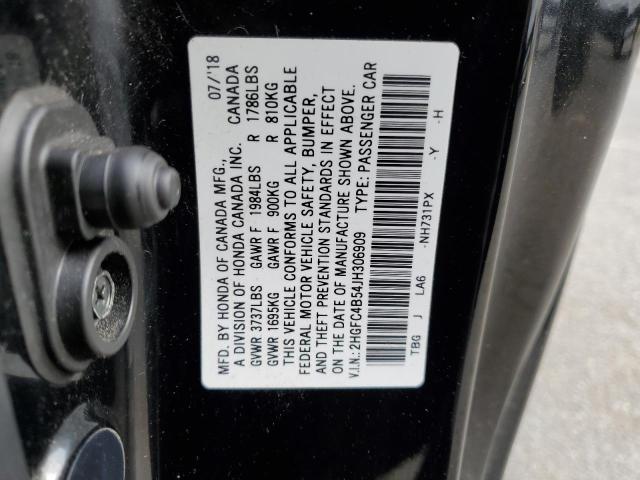 MFD. BY HONDA OF CANADA MFG., 07/'18
A DIVISION OF HONDA CANADA INC. CANADA
GVWR 3737LBS GAWR F 1984LBS R 1786LBS
GVWR 1695KG GAWR F 900KG R 810KG
THIS VEHICLE CONFORMS TO ALL APPLICABLE
FEDERAL MOTOR VEHICLE SAFETY, BUMPER,
AND THEFT PREVENTION STANDARDS IN EFFECT
ON THE DATE OF MANUFACTURE SHOWN ABOVE.
V.I.N.: 2HGFC4B54JH306909 TYPE: PASSENGER CAR
TBG J LA6 -NH731PX -Y -H